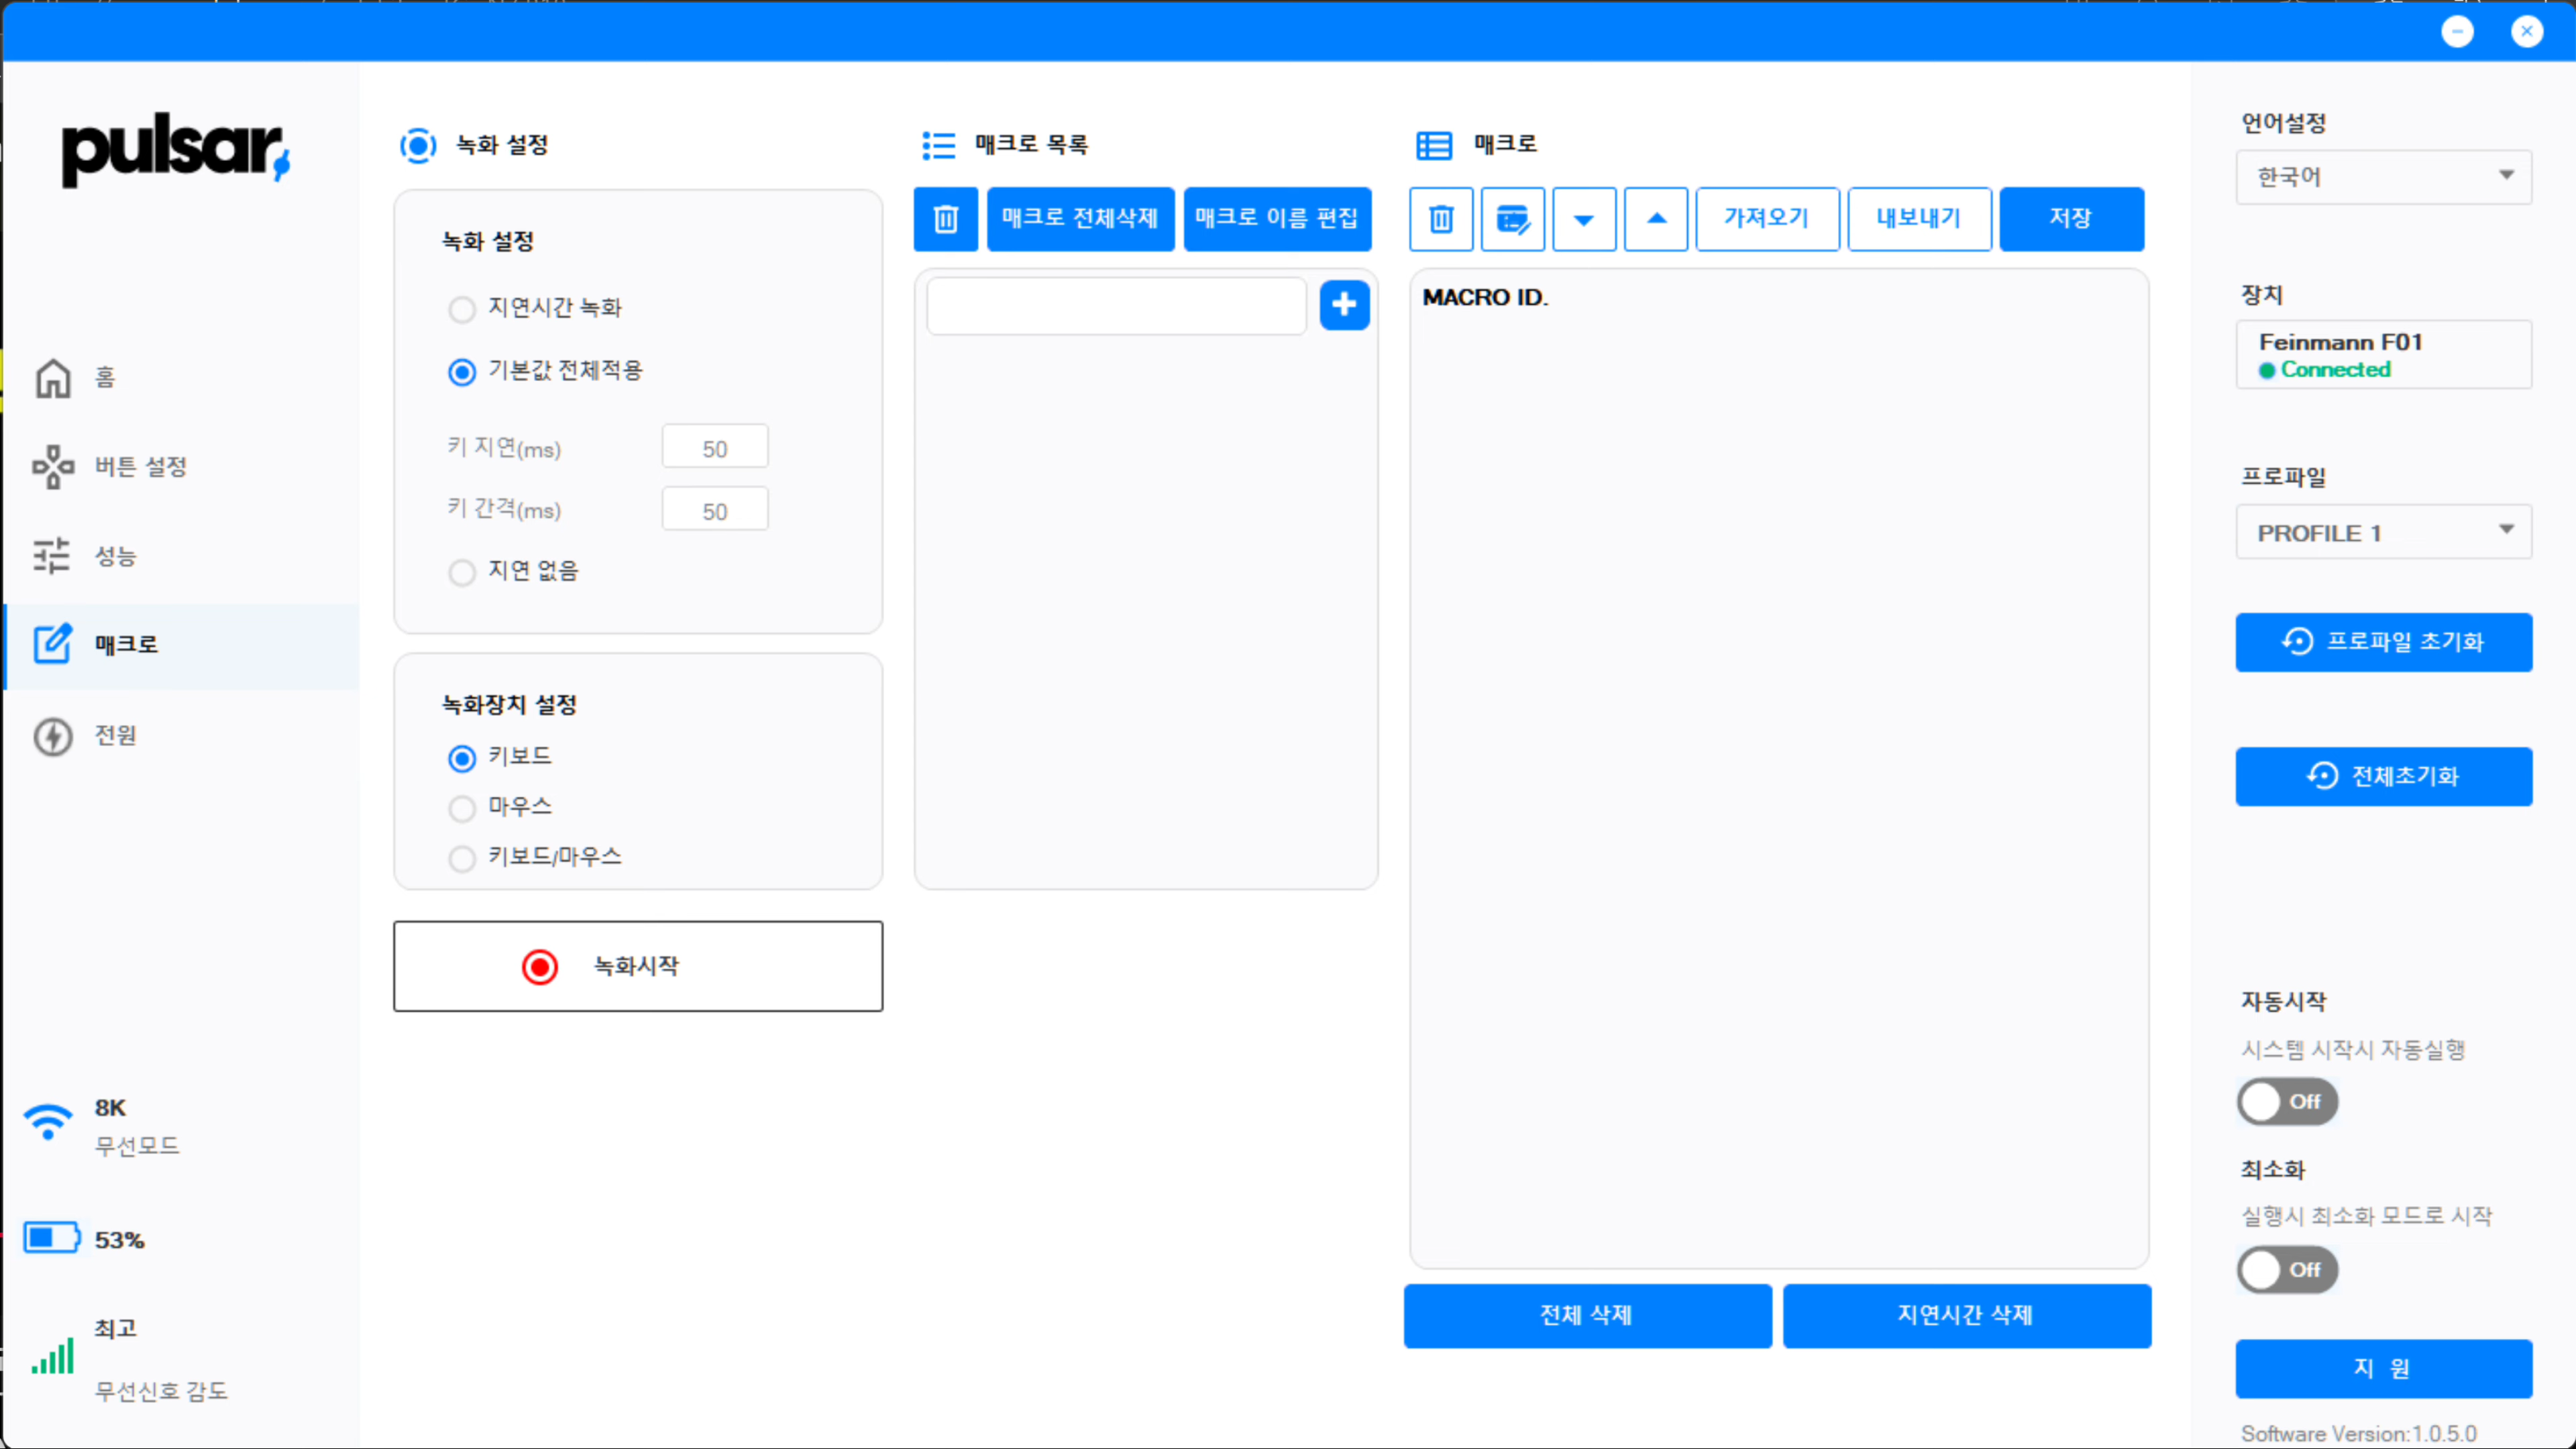 pulsar
홈
버튼 설정
성능
매크로
전원
8K
무선모드
53%
최고
무선신호 감도
녹화 설정
녹화 설정
지연시간 녹화
기본값 전체적용
키 지연(ms) 50
키 간격(ms) 50
지연 없음
녹화장치 설정
키보드
마우스
키보드/마우스
녹화시작
매크로 목록
매크로 전체삭제 매크로 이름 편집
매크로
가져오기 내보내기 저장
MACRO ID.
전체 삭제 지연시간 삭제
언어설정
한국어
장치
Feinmann F01
Connected
프로파일
PROFILE 1
프로파일 초기화
전체초기화
자동시작
시스템 시작시 자동실행
Off
최소화
실행시 최소화 모드로 시작
Off
지 원
Software Version:1.0.5.0